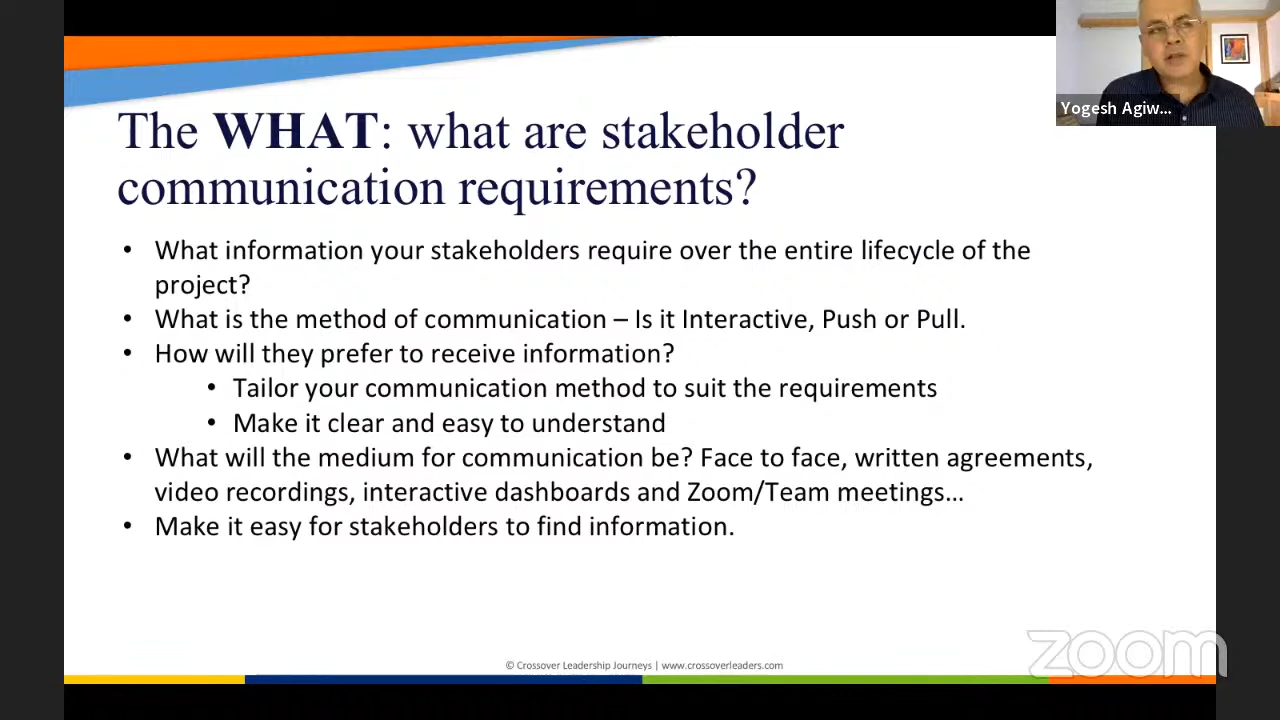 Yogesh Agiw...
The WHAT: what are stakeholder
communication requirements?
• What information your stakeholders require over the entire lifecycle of the
project?
• What is the method of communication – Is it Interactive, Push or Pull.
• How will they prefer to receive information?
• Tailor your communication method to suit the requirements
• Make it clear and easy to understand
• What will the medium for communication be? Face to face, written agreements,
video recordings, interactive dashboards and Zoom/Team meetings…
• Make it easy for stakeholders to find information.
zoom
© Crossover Leadership Journeys | www.crossoverleaders.com